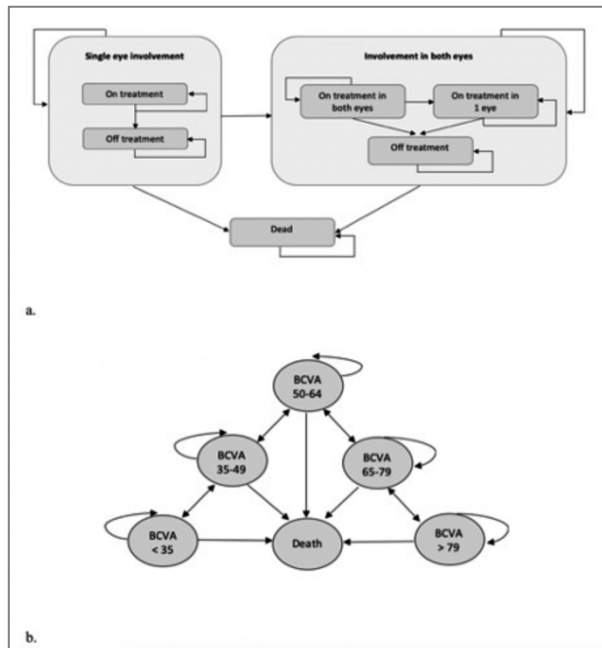 Single eye involvement
On treatment
Off treatment
Involvement in both eyes
On treatment in
both eyes
On treatment in
1 eye
Off treatment
Dead
a.
BCVA
50-64
BCVA
35-49
BCVA
65-79
BCVA
< 35
Death
BCVA
> 79
b.